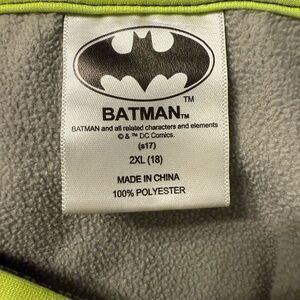 TM
BATMAN™
BATMAN and all related characters and elements
© & ™ DC Comics.
(s17)
2XL (18)
MADE IN CHINA
100% POLYESTER